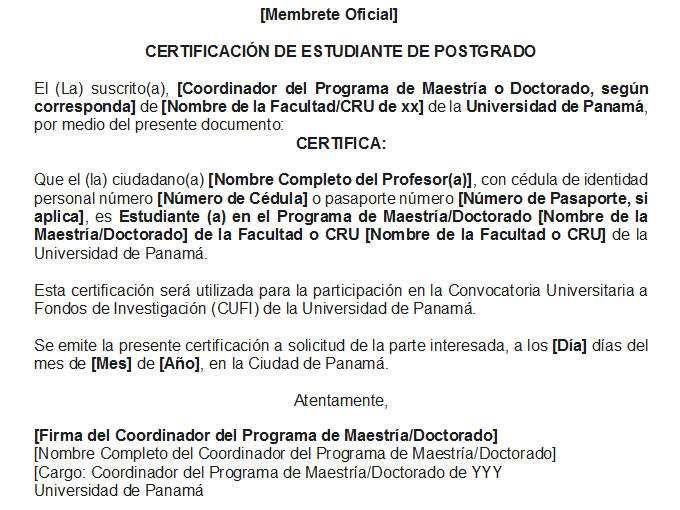 [Membrete Oficial]
CERTIFICACIÓN DE ESTUDIANTE DE POSTGRADO
El (La) suscrito(a), [Coordinador del Programa de Maestría o Doctorado, según
corresponda] de [Nombre de la Facultad/CRU de xx] de la Universidad de Panamá,
por medio del presente documento:
CERTIFICA:
Que el (la) ciudadano(a) [Nombre Completo del Profesor(a)], con cédula de identidad
personal número [Número de Cédula] o pasaporte número [Número de Pasaporte, si
aplica], es Estudiante (a) en el Programa de Maestría/Doctorado [Nombre de la
Maestría/Doctorado] de la Facultad o CRU [Nombre de la Facultad o CRU] de la
Universidad de Panamá.
Esta certificación será utilizada para la participación en la Convocatoria Universitaria a
Fondos de Investigación (CUFI) de la Universidad de Panamá.
Se emite la presente certificación a solicitud de la parte interesada, a los [Día] días del
mes de [Mes] de [Año], en la Ciudad de Panamá.
Atentamente,
[Firma del Coordinador del Programa de Maestría/Doctorado]
[Nombre Completo del Coordinador del Programa de Maestría/Doctorado]
[Cargo: Coordinador del Programa de Maestría/Doctorado de YYY
Universidad de Panamá